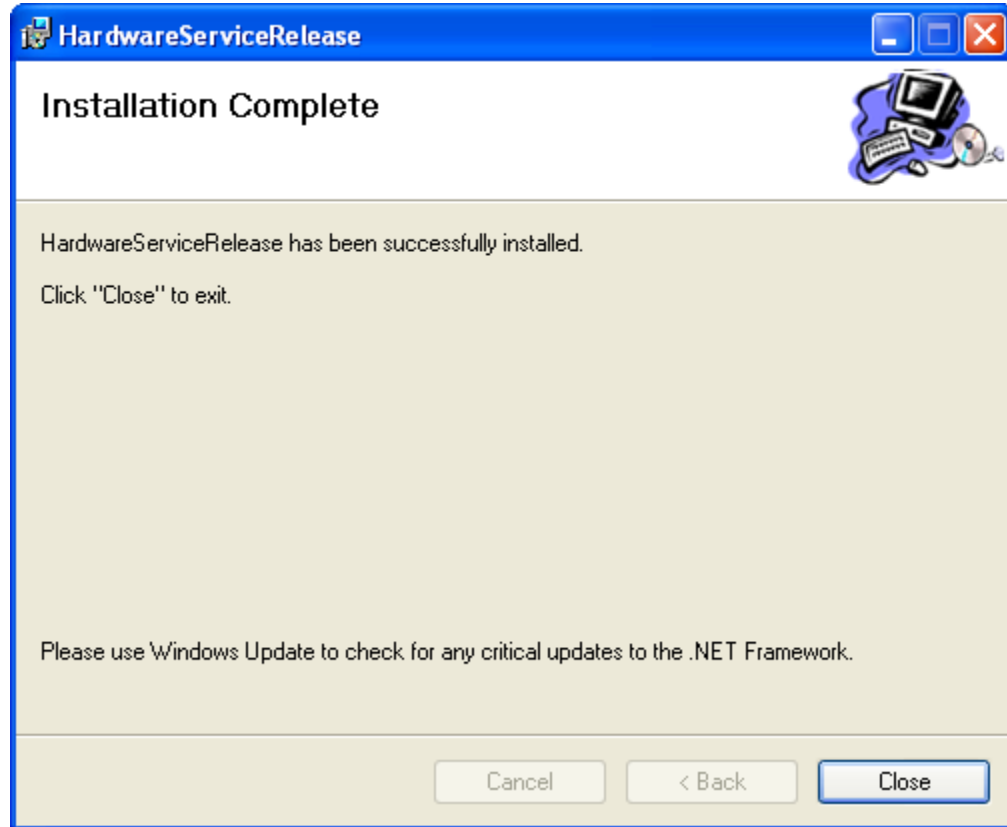 HardwareServiceRelease
Installation Complete
HardwareServiceRelease has been successfully installed.
Click "Close" to exit.
Please use Windows Update to check for any critical updates to the .NET Framework.
Cancel
< Back
Close